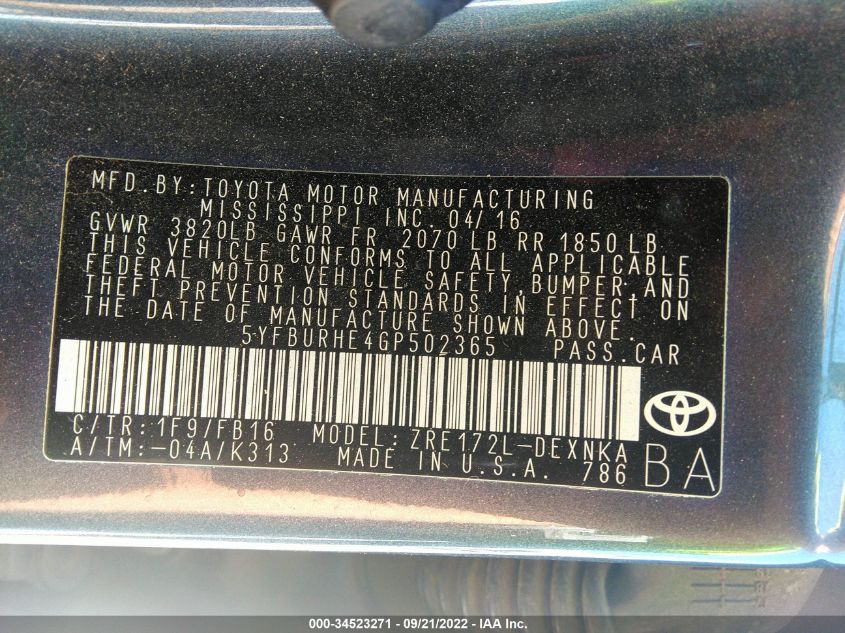 MFD. BY: TOYOTA MOTOR MANUFACTURING
MISSISSIPPI INC. 04/16
GVWR 3820LB GAWR FR 2070 LB RR 1850 LB
THIS VEHICLE CONFORMS TO ALL APPLICABLE
FEDERAL MOTOR VEHICLE SAFETY, BUMPER, AND
THEFT PREVENTION STANDARDS IN EFFECT ON
THE DATE OF MANUFACTURE SHOWN ABOVE.
5YFBURHE4GP502365 PASS. CAR
C/TR: 1F9/FB16 MODEL: ZRE172L-DEXNKA
A/TM: -04A/K313 MADE IN U.S.A. 786
BA
000-34523271 - 09/21/2022 - IAA Inc.